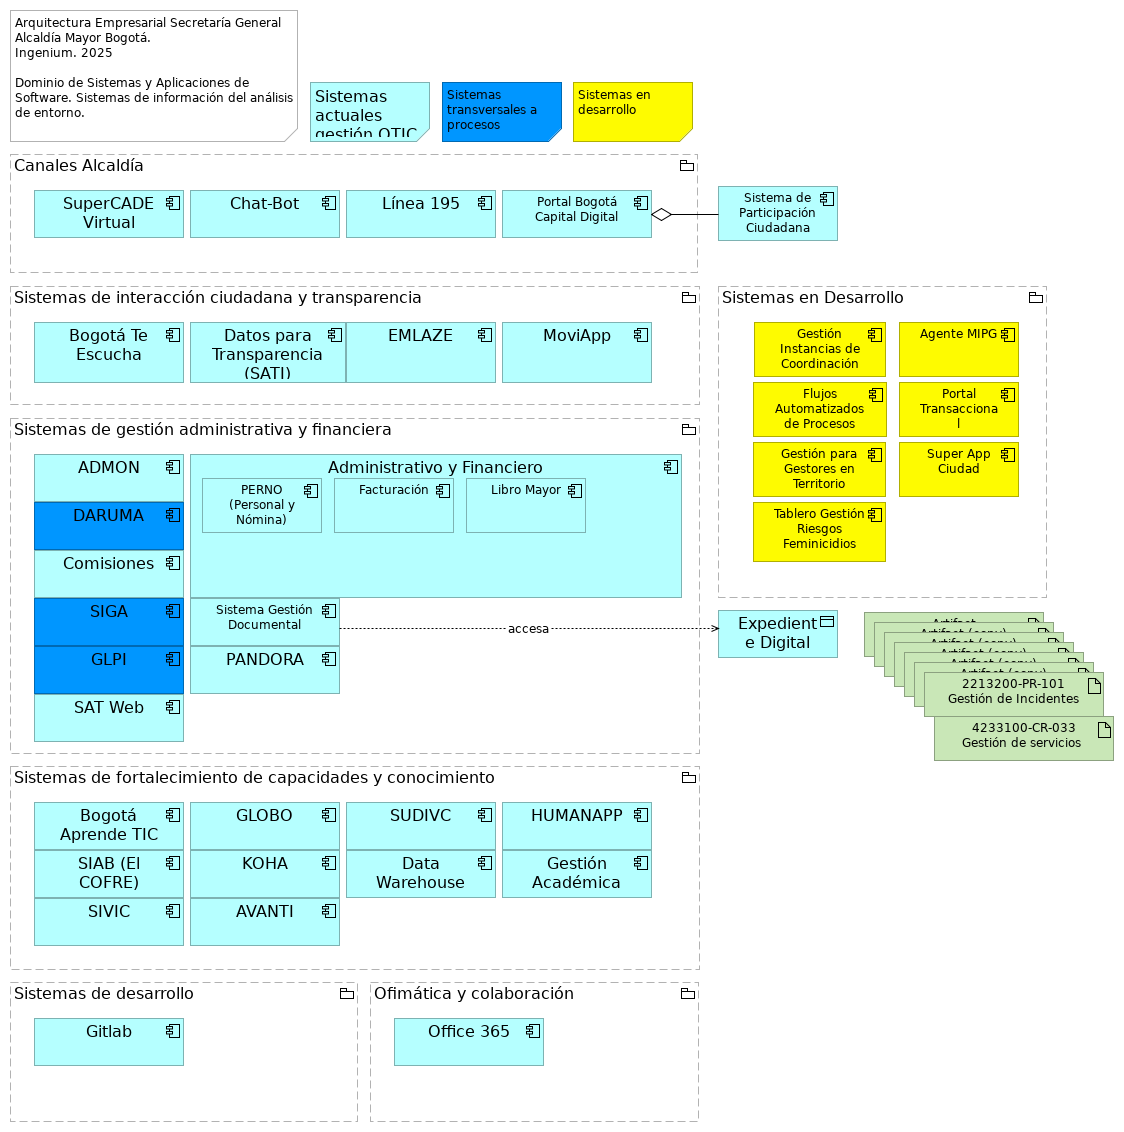 Arquitectura Empresarial Secretaría General
Alcaldía Mayor Bogotá.
Ingenium. 2025
Dominio de Sistemas y Aplicaciones de
Software. Sistemas de información del análisis
de entorno.
Sistemas
actuales
gestión OTIC
Sistemas
transversales a
procesos
Sistemas en
desarrollo
Canales Alcaldía
SuperCADE
Virtual
Chat-Bot
Línea 195
Portal Bogotá
Capital Digital
Sistema de
Participación
Ciudadana
Sistemas de interacción ciudadana y transparencia
Bogotá Te
Escucha
Datos para
Transparencia
(SATI)
EMLAZE
MoviApp
Sistemas en Desarrollo
Gestión
Instancias de
Coordinación
Agente MIPG
Flujos
Automatizados
de Procesos
Portal
Transacciona
l
Gestión para
Gestores en
Territorio
Super App
Ciudad
Tablero Gestión
Riesgos
Feminicidios
Sistemas de gestión administrativa y financiera
ADMON
DARUMA
Comisiones
SIGA
GLPI
SAT Web
Administrativo y Financiero
PERNO
(Personal y
Nómina)
Facturación
Libro Mayor
Sistema Gestión
Documental
PANDORA
accesa
Expedient
e Digital
Artifact
Artifact (copy)
Artifact (copy)
Artifact (copy)
Artifact (copy)
Artifact (copy)
2213200-PR-101
Gestión de Incidentes
4233100-CR-033
Gestión de servicios
Sistemas de fortalecimiento de capacidades y conocimiento
Bogotá
Aprende TIC
GLOBO
SUDIVC
HUMANAPP
SIAB (El
COFRE)
KOHA
Data
Warehouse
Gestión
Académica
SIVIC
AVANTI
Sistemas de desarrollo
Gitlab
Ofimática y colaboración
Office 365